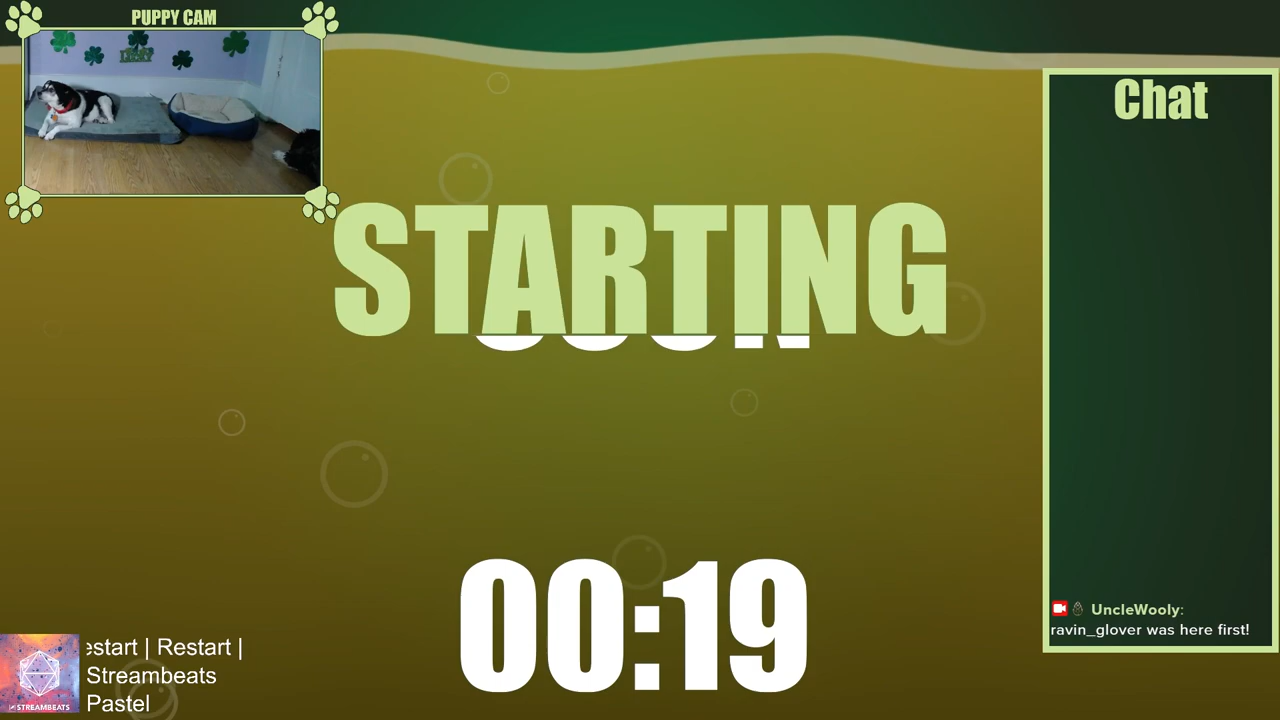 PUPPY CAM
Chat
STARTING
00:19
UncleWooly:
ravin_glover was here first!
estart | Restart |
Streambeats
Pastel
STREAMBEATS